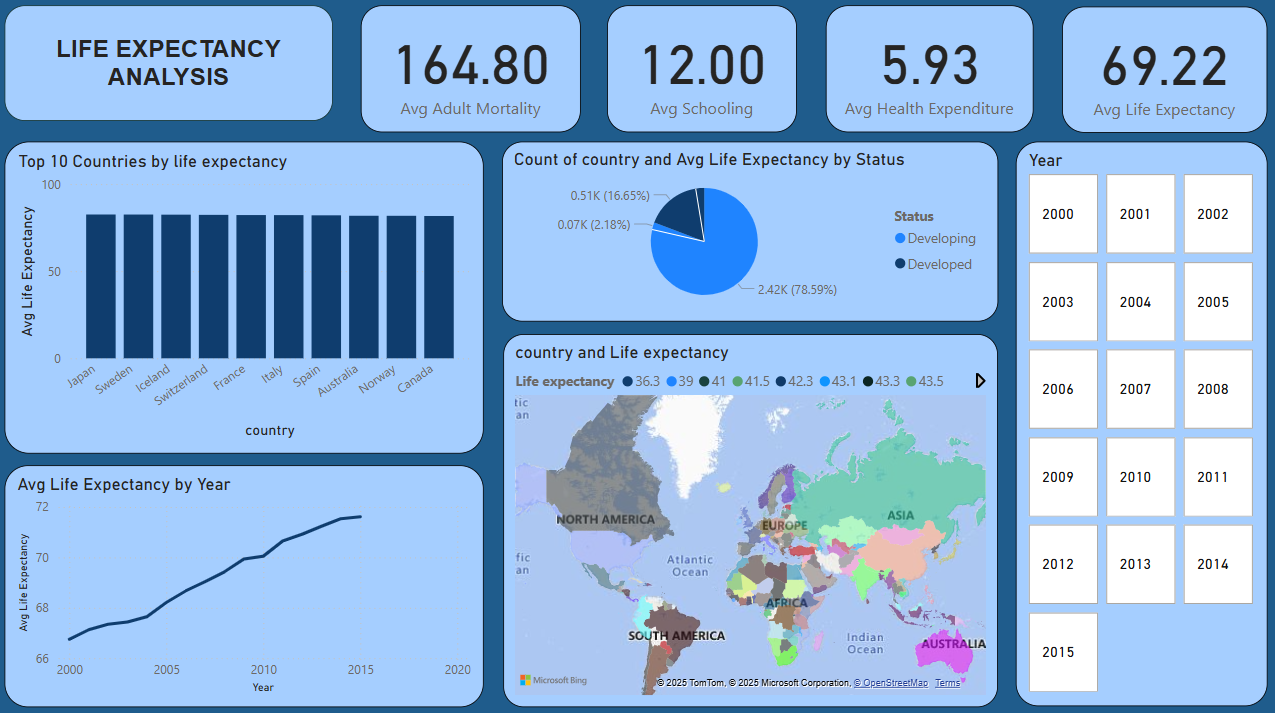 LIFE EXPECTANCY
ANALYSIS
164.80
Avg Adult Mortality
12.00
Avg Schooling
5.93
Avg Health Expenditure
69.22
Avg Life Expectancy
Top 10 Countries by life expectancy
Avg Life Expectancy
100
50
0
Japan
Sweden
Iceland
Switzerland
France
Italy
Spain
Australia
Norway
Canada
country
Count of country and Avg Life Expectancy by Status
0.51K (16.65%)
0.07K (2.18%)
2.42K (78.59%)
Status
Developing
Developed
Avg Life Expectancy by Year
Avg Life Expectancy
72
70
68
66
2000 2005 2010 2015 2020
Year
country and Life expectancy
Life expectancy 36.3 39 41 41.5 42.3 43.1 43.3 43.5
tic
an
NORTH AMERICA
EUROPE
ASIA
fic
an
Atlantic
Ocean
AFRICA
SOUTH AMERICA
Indian
Ocean
AUSTRALIA
Microsoft Bing
© 2025 TomTom, © 2025 Microsoft Corporation, © OpenStreetMap Terms
Year
2000 2001 2002
2003 2004 2005
2006 2007 2008
2009 2010 2011
2012 2013 2014
2015